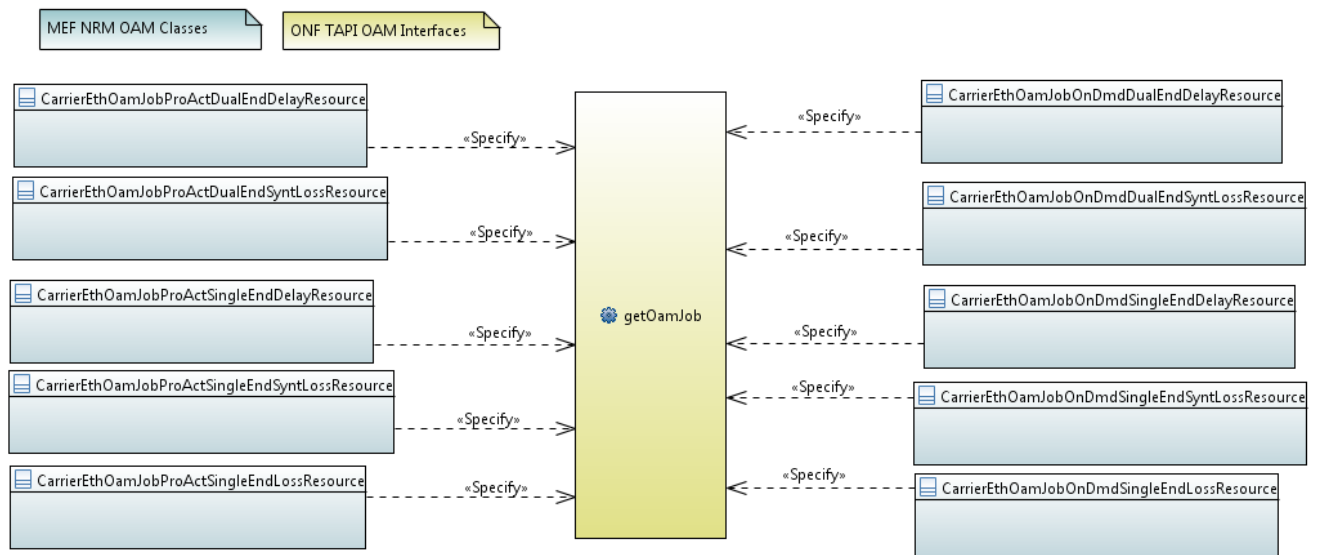 MEF NRM OAM Classes
ONF TAPI OAM Interfaces
CarrierEthOamJobProActDualEndDelayResource
«Specify»
CarrierEthOamJobProActDualEndSyntLossResource
«Specify»
CarrierEthOamJobProActSingleEndDelayResource
«Specify»
CarrierEthOamJobProActSingleEndSyntLossResource
«Specify»
CarrierEthOamJobProActSingleEndLossResource
«Specify»
getOamJob
CarrierEthOamJobOnDmdDualEndDelayResource
«Specify»
CarrierEthOamJobOnDmdDualEndSyntLossResource
«Specify»
CarrierEthOamJobOnDmdSingleEndDelayResource
«Specify»
CarrierEthOamJobOnDmdSingleEndSyntLossResource
«Specify»
CarrierEthOamJobOnDmdSingleEndLossResource
«Specify»